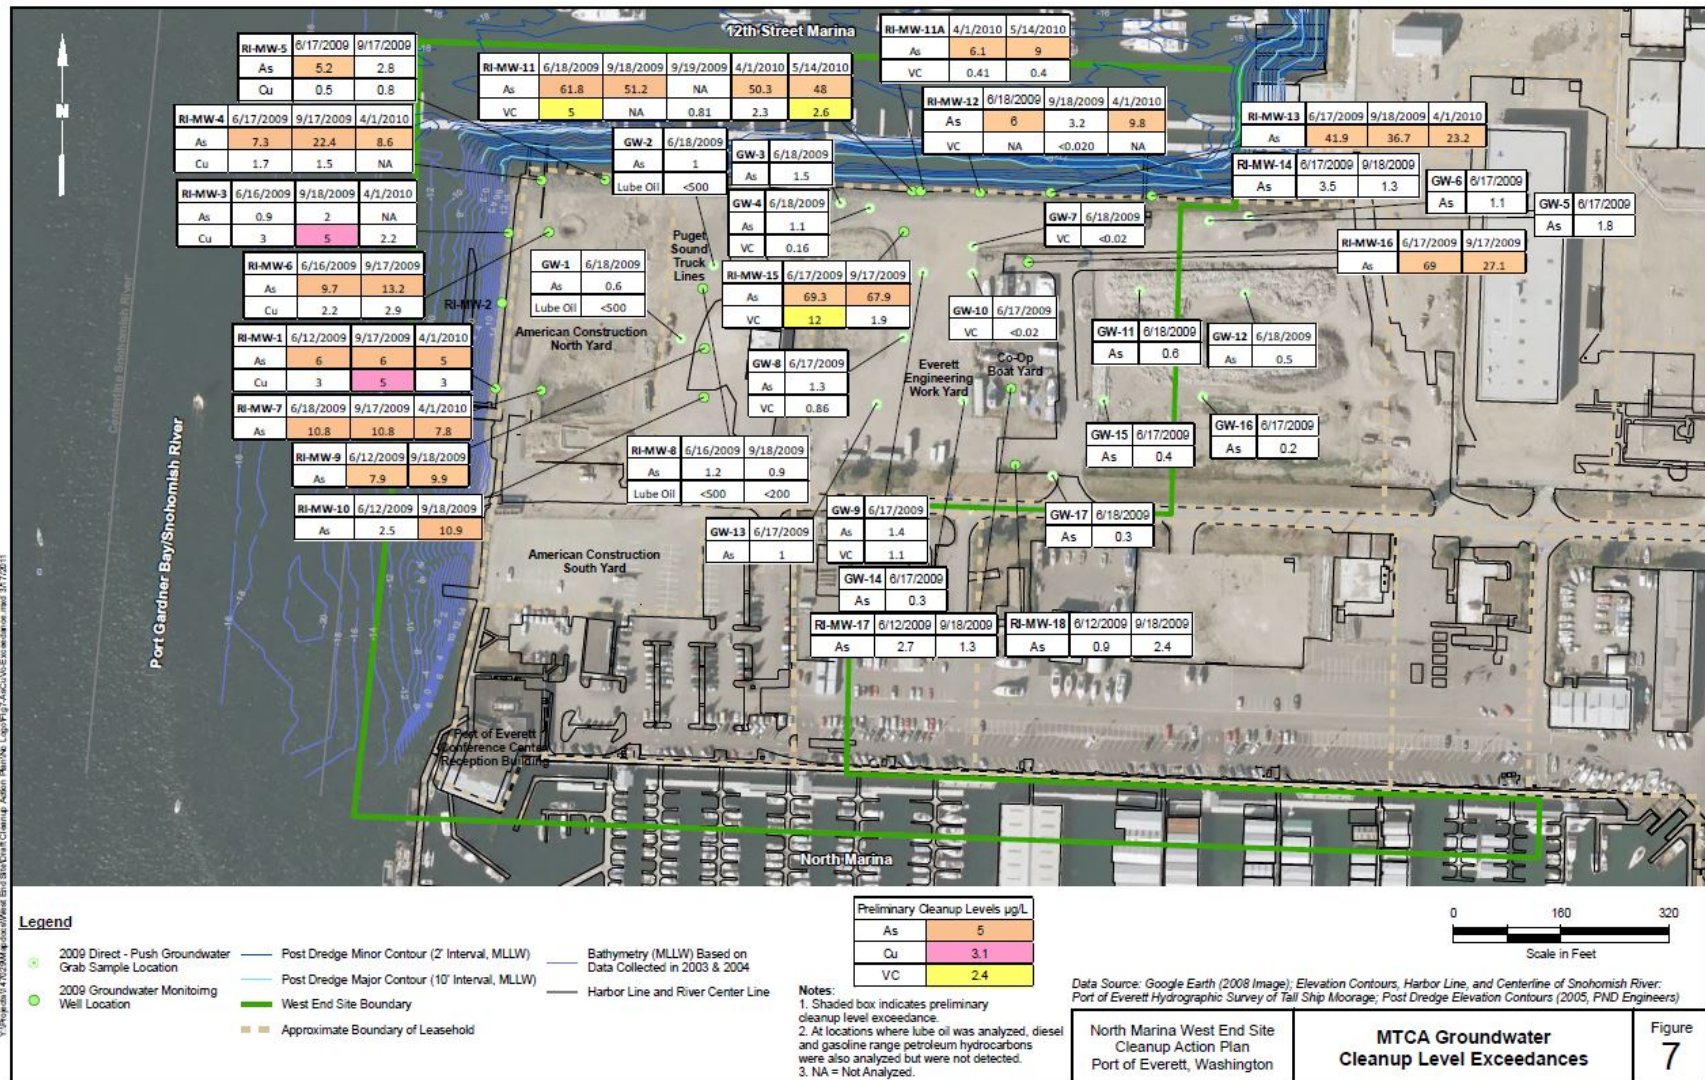 12th Street Marina
N
RI-MW-5 6/17/2009 9/17/2009
As 5.2 2.8
Cu 0.5 0.8
RI-MW-11 6/18/2009 9/18/2009 9/19/2009 4/1/2010 5/14/2010
As 61.8 51.2 NA 50.3 48
VC 5 NA 0.81 2.3 2.6
RI-MW-11A 4/1/2010 5/14/2010
As 6.1 9
VC 0.41 0.4
RI-MW-12 6/18/2009 9/18/2009 4/1/2010
As 6 3.2 9.8
VC NA <0.020 NA
RI-MW-13 6/17/2009 9/18/2009 4/1/2010
As 41.9 36.7 23.2
RI-MW-4 6/17/2009 9/17/2009 4/1/2010
As 7.3 22.4 8.6
Cu 1.7 1.5 NA
GW-2 6/18/2009
As 1
Lube Oil <500
GW-3 6/18/2009
As 1.5
RI-MW-14 6/17/2009 9/18/2009
As 3.5 1.3
GW-6 6/17/2009
As 1.1
GW-5 6/17/2009
As 1.8
RI-MW-3 6/16/2009 9/18/2009 4/1/2010
As 0.9 2 NA
Cu 3 5 2.2
GW-4 6/18/2009
As 1.1
VC 0.16
GW-7 6/18/2009
VC <0.02
RI-MW-16 6/17/2009 9/17/2009
As 69 27.1
RI-MW-6 6/16/2009 9/17/2009
As 9.7 13.2
Cu 2.2 2.9
GW-1 6/18/2009
As 0.6
Lube Oil <500
Puget
Sound
Truck
Lines
RI-MW-15 6/17/2009 9/17/2009
As 69.3 67.9
VC 12 1.9
RI-MW-2
GW-10 6/17/2009
VC <0.02
GW-11 6/18/2009
As 0.6
GW-12 6/18/2009
As 0.5
RI-MW-1 6/12/2009 9/17/2009 4/1/2010
As 6 6 5
Cu 3 5 3
American Construction
North Yard
GW-8 6/17/2009
As 1.3
VC 0.86
Everett
Engineering
Work Yard
Co-Op
Boat Yard
RI-MW-7 6/18/2009 9/17/2009 4/1/2010
As 10.8 10.8 7.8
GW-15 6/17/2009
As 0.4
GW-16 6/17/2009
As 0.2
RI-MW-9 6/12/2009 9/18/2009
As 7.9 9.9
RI-MW-8 6/16/2009 9/18/2009
As 1.2 0.9
Lube Oil <500 <200
RI-MW-10 6/12/2009 9/18/2009
As 2.5 10.9
GW-13 6/17/2009
As 1
GW-9 6/17/2009
As 1.4
VC 1.1
GW-17 6/18/2009
As 0.3
GW-14 6/17/2009
As 0.3
RI-MW-17 6/12/2009 9/18/2009
As 2.7 1.3
RI-MW-18 6/12/2009 9/18/2009
As 0.9 2.4
American Construction
South Yard
Centerline Snohomish River
Port Gardner Bay/Snohomish River
Port of Everett
Conference Center
Reception Building
North Marina
Legend
2009 Direct - Push Groundwater
Grab Sample Location
2009 Groundwater Monitoirng
Well Location
Post Dredge Minor Contour (2' Interval, MLLW)
Post Dredge Major Contour (10' Interval, MLLW)
West End Site Boundary
Approximate Boundary of Leasehold
Bathymetry (MLLW) Based on
Data Collected in 2003 & 2004
Harbor Line and River Center Line
Preliminary Cleanup Levels µg/L
As 5
Cu 3.1
VC 2.4
Notes:
1. Shaded box indicates preliminary
cleanup level exceedance.
2. At locations where lube oil was analyzed, diesel
and gasoline range petroleum hydrocarbons
were also analyzed but were not detected.
3. NA = Not Analyzed.
0 160 320
Scale in Feet
Data Source: Google Earth (2008 Image); Elevation Contours, Harbor Line, and Centerline of Snohomish River:
Port of Everett Hydrographic Survey of Tall Ship Moorage; Post Dredge Elevation Contours (2005, PND Engineers)
North Marina West End Site
Cleanup Action Plan
Port of Everett, Washington
MTCA Groundwater
Cleanup Level Exceedances
Figure
7